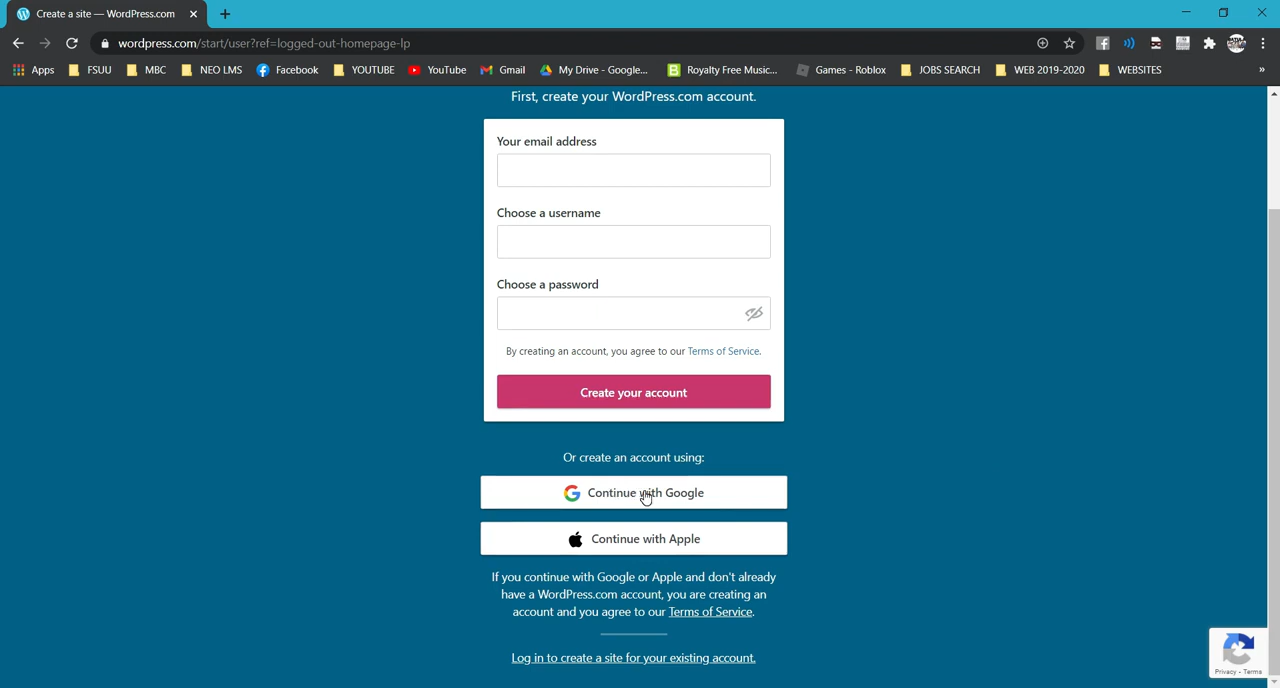 Create a site — WordPress.com
wordpress.com/start/user?ref=logged-out-homepage-lp
Apps FSUU MBC NEO LMS Facebook YOUTUBE YouTube Gmail My Drive - Google... Royalty Free Music... Games - Roblox JOBS SEARCH WEB 2019-2020 WEBSITES »
First, create your WordPress.com account.
Your email address
Choose a username
Choose a password
By creating an account, you agree to our Terms of Service.
Create your account
Or create an account using:
Continue with Google
Continue with Apple
If you continue with Google or Apple and don't already
have a WordPress.com account, you are creating an
account and you agree to our Terms of Service.
Log in to create a site for your existing account.
Privacy - Terms